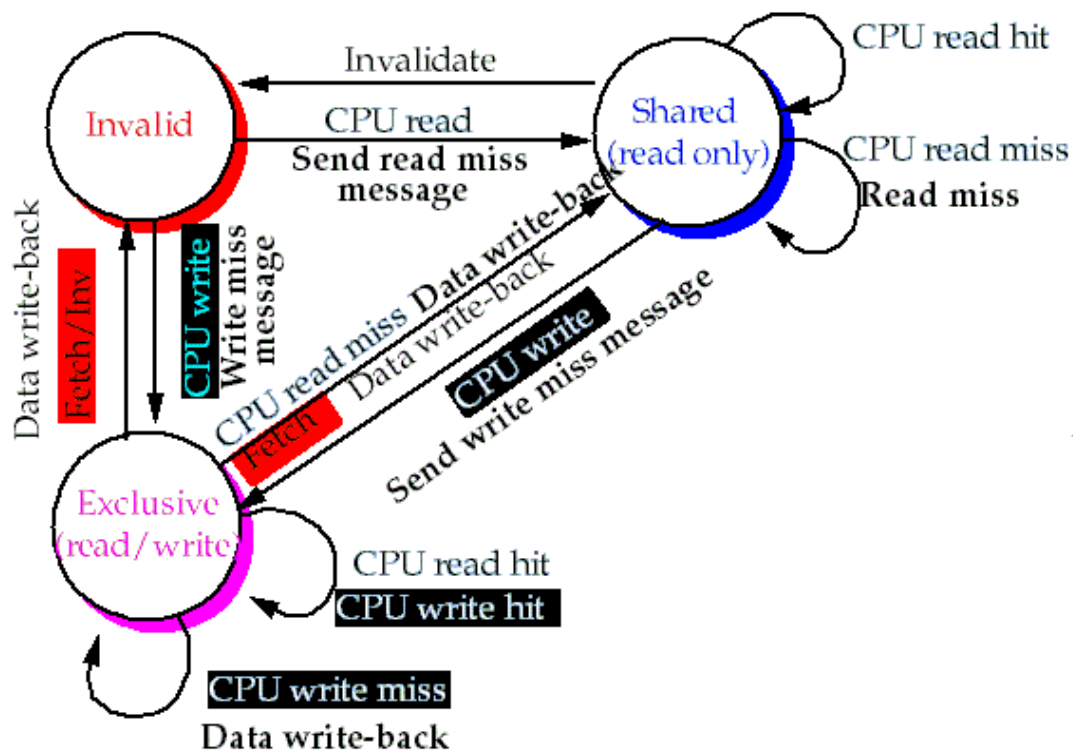 Invalidate
CPU read hit
Invalid
CPU read
Send read miss
message
Shared
(read only)
CPU read miss
Read miss
Data write-back
Fetch/Inv
CPU write
Write miss
message
CPU read miss Data write-back
Fetch Data write-back
CPU write
Send write miss message
Exclusive
(read/write)
CPU read hit
CPU write hit
CPU write miss
Data write-back